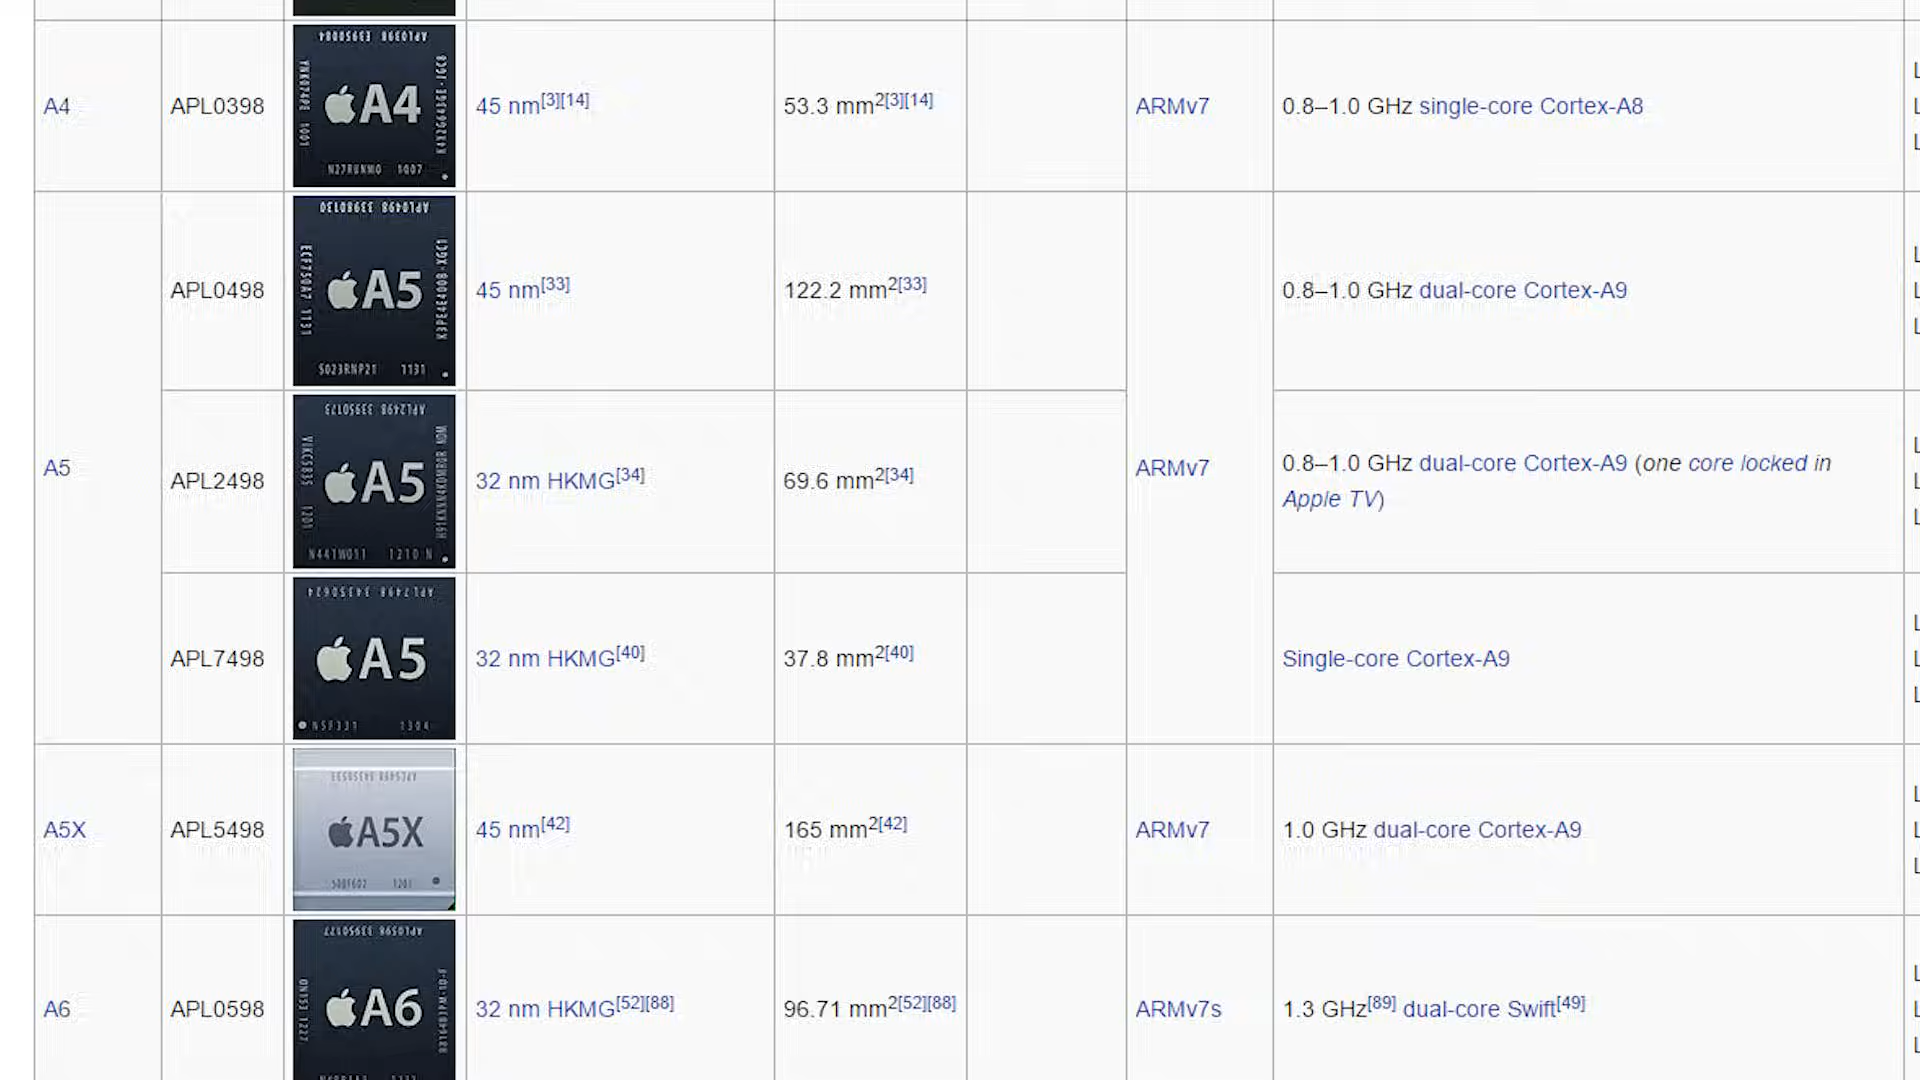 A4
APL0398
A4
45 nm[3][14]
53.3 mm2[3][14]
ARMv7
0.8–1.0 GHz single-core Cortex-A8
A5
APL0498
A5
45 nm[33]
122.2 mm2[33]
ARMv7
0.8–1.0 GHz dual-core Cortex-A9
APL2498
A5
32 nm HKMG[34]
69.6 mm2[34]
0.8–1.0 GHz dual-core Cortex-A9 (one core locked in
Apple TV)
APL7498
A5
32 nm HKMG[40]
37.8 mm2[40]
Single-core Cortex-A9
A5X
APL5498
A5X
45 nm[42]
165 mm2[42]
ARMv7
1.0 GHz dual-core Cortex-A9
A6
APL0598
A6
32 nm HKMG[52][88]
96.71 mm2[52][88]
ARMv7s
1.3 GHz[89] dual-core Swift[49]